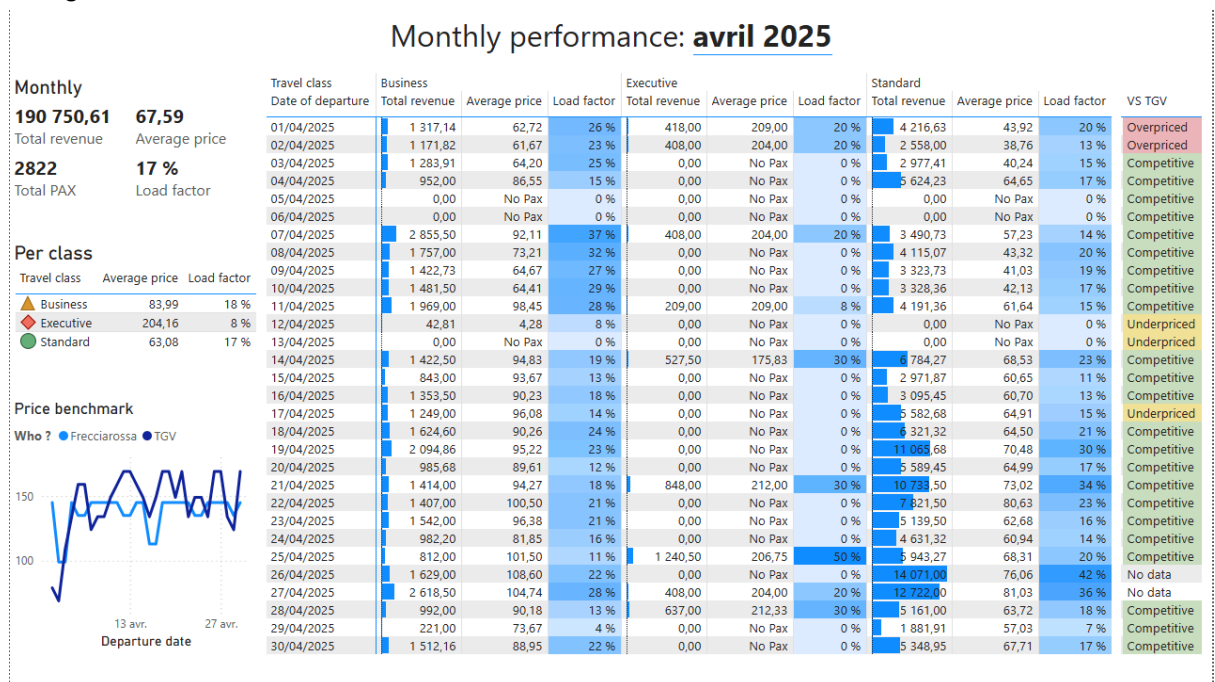 Monthly performance: avril 2025
Monthly
190 750,61 67,59
Total revenue Average price
2822 17 %
Total PAX Load factor
Per class
Travel class Average price Load factor
Business 83,99 18 %
Executive 204,16 8 %
Standard 63,08 17 %
Price benchmark
Who ? Frecciarossa TGV
150
100
13 avr. 27 avr.
Departure date
Travel class Business Executive Standard
Date of departure Total revenue Average price Load factor Total revenue Average price Load factor Total revenue Average price Load factor VS TGV
01/04/2025 1 317,14 62,72 26 % 418,00 209,00 20 % 4 216,63 43,92 20 % Overpriced
02/04/2025 1 171,82 61,67 23 % 408,00 204,00 20 % 2 558,00 38,76 13 % Overpriced
03/04/2025 1 283,91 64,20 25 % 0,00 No Pax 0 % 2 977,41 40,24 15 % Competitive
04/04/2025 952,00 86,55 15 % 0,00 No Pax 0 % 5 624,23 64,65 17 % Competitive
05/04/2025 0,00 No Pax 0 % 0,00 No Pax 0 % 0,00 No Pax 0 % Competitive
06/04/2025 0,00 No Pax 0 % 0,00 No Pax 0 % 0,00 No Pax 0 % Competitive
07/04/2025 2 855,50 92,11 37 % 408,00 204,00 20 % 3 490,73 57,23 14 % Competitive
08/04/2025 1 757,00 73,21 32 % 0,00 No Pax 0 % 4 115,07 43,32 20 % Competitive
09/04/2025 1 422,73 64,67 27 % 0,00 No Pax 0 % 3 323,73 41,03 19 % Competitive
10/04/2025 1 481,50 64,41 29 % 0,00 No Pax 0 % 3 328,36 42,13 17 % Competitive
11/04/2025 1 969,00 98,45 28 % 209,00 209,00 8 % 4 191,36 61,64 15 % Competitive
12/04/2025 42,81 4,28 8 % 0,00 No Pax 0 % 0,00 No Pax 0 % Underpriced
13/04/2025 0,00 No Pax 0 % 0,00 No Pax 0 % 0,00 No Pax 0 % Underpriced
14/04/2025 1 422,50 94,83 19 % 527,50 175,83 30 % 6 784,27 68,53 23 % Competitive
15/04/2025 843,00 93,67 13 % 0,00 No Pax 0 % 2 971,87 60,65 11 % Competitive
16/04/2025 1 353,50 90,23 18 % 0,00 No Pax 0 % 3 095,45 60,70 13 % Competitive
17/04/2025 1 249,00 96,08 14 % 0,00 No Pax 0 % 5 582,68 64,91 15 % Underpriced
18/04/2025 1 624,60 90,26 24 % 0,00 No Pax 0 % 6 321,32 64,50 21 % Competitive
19/04/2025 2 094,86 95,22 23 % 0,00 No Pax 0 % 11 065,68 70,48 30 % Competitive
20/04/2025 985,68 89,61 12 % 0,00 No Pax 0 % 5 589,45 64,99 17 % Competitive
21/04/2025 1 414,00 94,27 18 % 848,00 212,00 30 % 10 733,50 73,02 34 % Competitive
22/04/2025 1 407,00 100,50 21 % 0,00 No Pax 0 % 7 821,50 80,63 23 % Competitive
23/04/2025 1 542,00 96,38 21 % 0,00 No Pax 0 % 5 139,50 62,68 16 % Competitive
24/04/2025 982,20 81,85 16 % 0,00 No Pax 0 % 4 631,32 60,94 14 % Competitive
25/04/2025 812,00 101,50 11 % 1 240,50 206,75 50 % 5 943,27 68,31 20 % Competitive
26/04/2025 1 629,00 108,60 22 % 0,00 No Pax 0 % 14 071,00 76,06 42 % No data
27/04/2025 2 618,50 104,74 28 % 408,00 204,00 20 % 12 722,00 81,03 36 % No data
28/04/2025 992,00 90,18 13 % 637,00 212,33 30 % 5 161,00 63,72 18 % Competitive
29/04/2025 221,00 73,67 4 % 0,00 No Pax 0 % 1 881,91 57,03 7 % Competitive
30/04/2025 1 512,16 88,95 22 % 0,00 No Pax 0 % 5 348,95 67,71 17 % Competitive